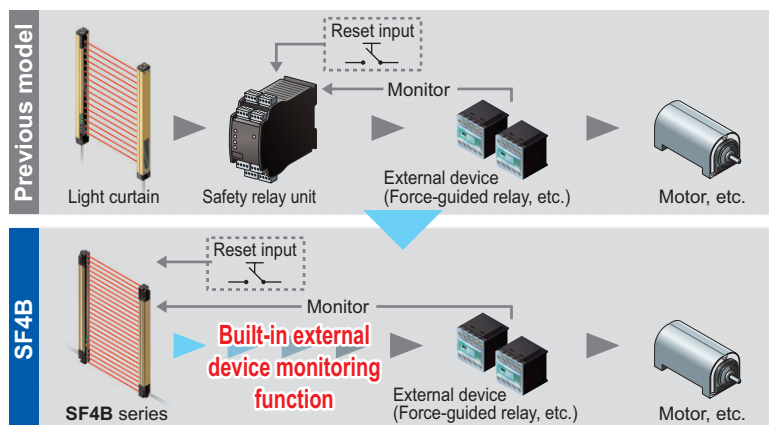 Previous model
Reset input
Monitor
Light curtain
Safety relay unit
External device
(Force-guided relay, etc.)
Motor, etc.
SF4B
Reset input
Monitor
Built-in external
device monitoring
function
SF4B series
External device
(Force-guided relay, etc.)
Motor, etc.